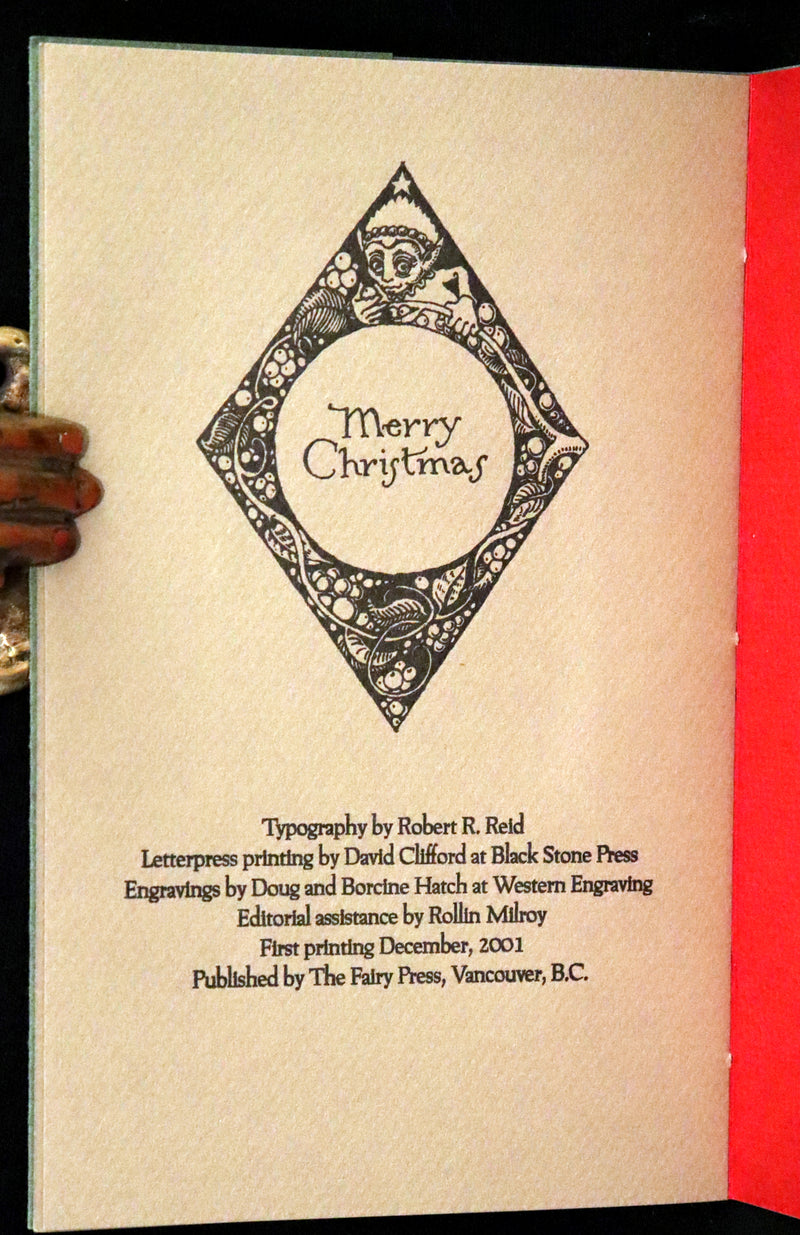 Merry
Christmas
Typography by Robert R. Reid
Letterpress printing by David Clifford at Black Stone Press
Engravings by Doug and Borcine Hatch at Western Engraving
Editorial assistance by Rollin Milroy
First printing December, 2001
Published by The Fairy Press, Vancouver, B.C.